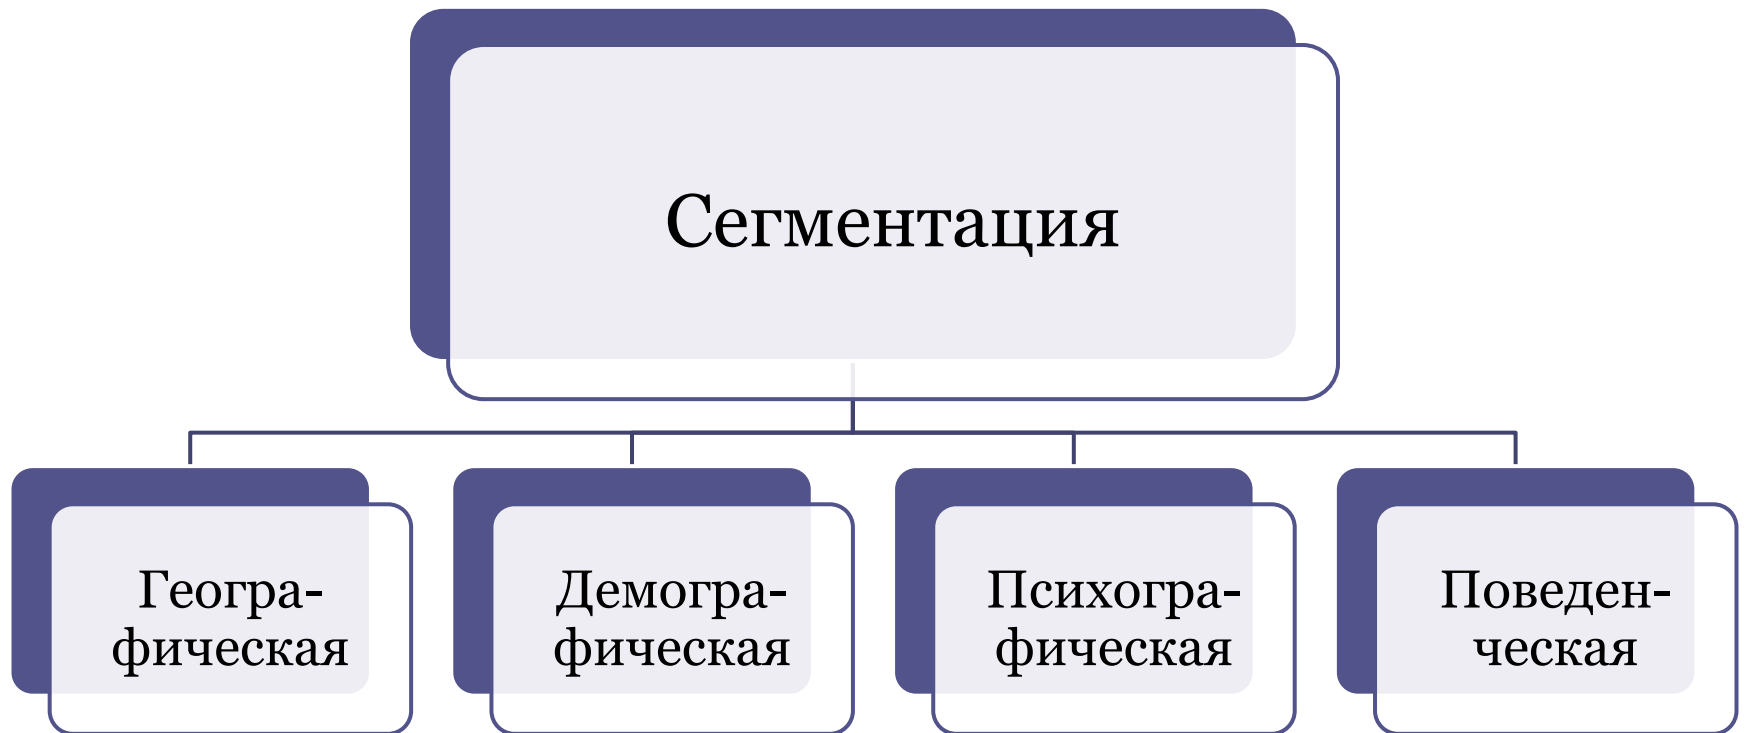 Сегментация
Геогра-
фическая
Демогра-
фическая
Психогра-
фическая
Поведен-
ческая